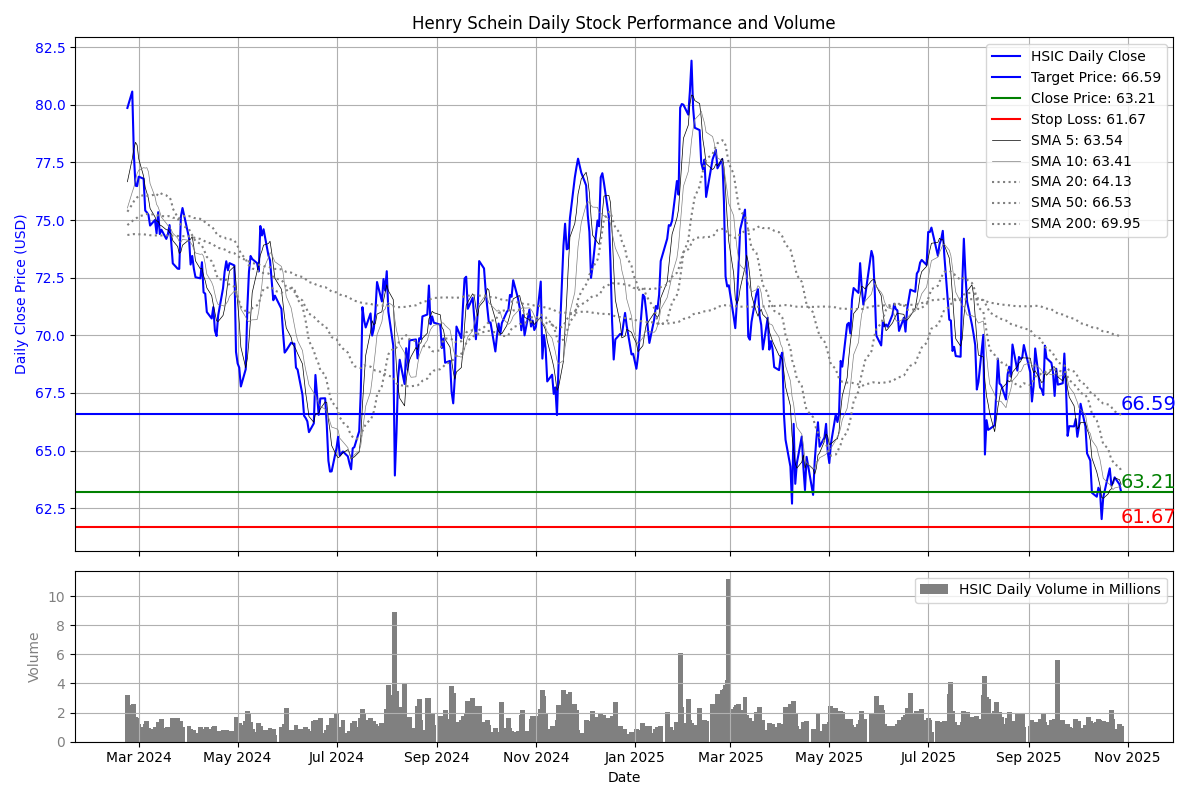 Henry Schein Daily Stock Performance and Volume
Daily Close Price (USD)
82.5
80.0
77.5
75.0
72.5
70.0
67.5
65.0
62.5
HSIC Daily Close
Target Price: 66.59
Close Price: 63.21
Stop Loss: 61.67
SMA 5: 63.54
SMA 10: 63.41
SMA 20: 64.13
SMA 50: 66.53
SMA 200: 69.95
66.59
63.21
61.67
Volume
10
8
6
4
2
0
HSIC Daily Volume in Millions
Mar 2024 May 2024 Jul 2024 Sep 2024 Nov 2024 Jan 2025 Mar 2025 May 2025 Jul 2025 Sep 2025 Nov 2025
Date